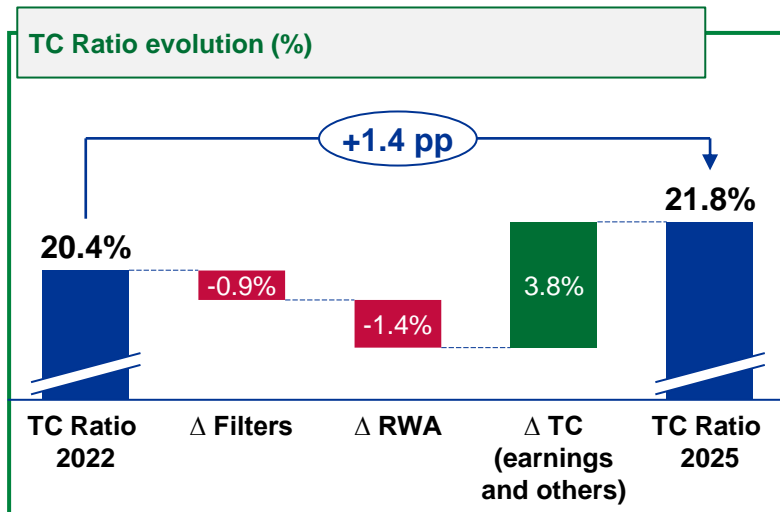 TC Ratio evolution (%)
+1.4 pp
21.8%
20.4%
-0.9%
3.8%
-1.4%
TC Ratio
2022
Δ Filters
Δ RWA
Δ TC
(earnings
and others)
TC Ratio
2025